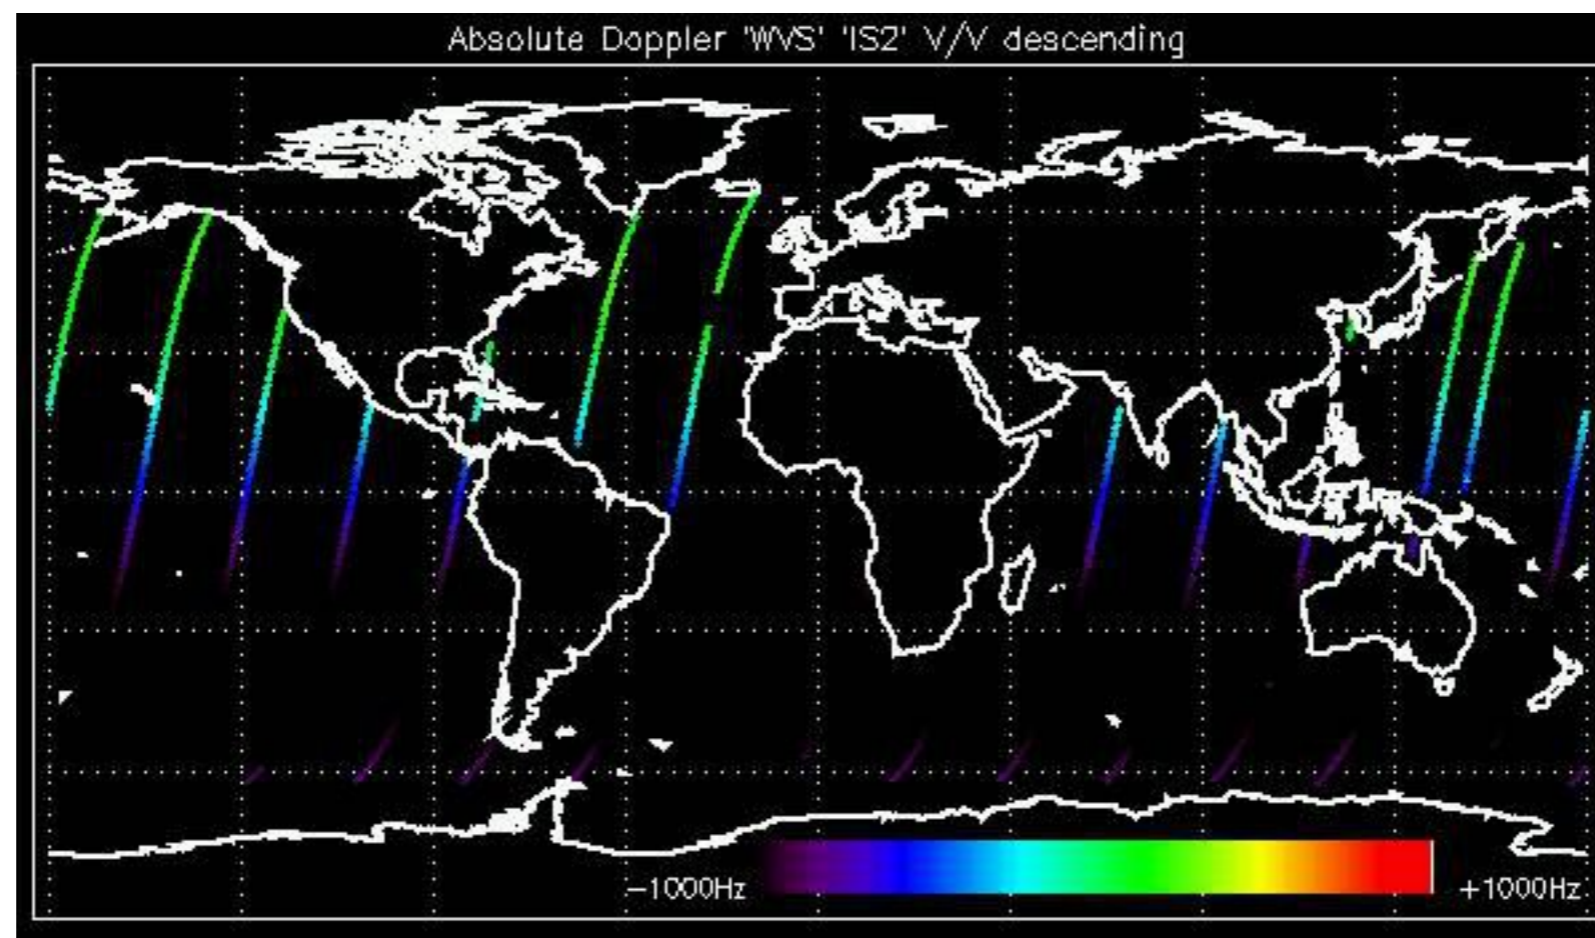 Absolute Doppler 'WVS' 'IS2' V/V descending
−1000Hz
+1000Hz